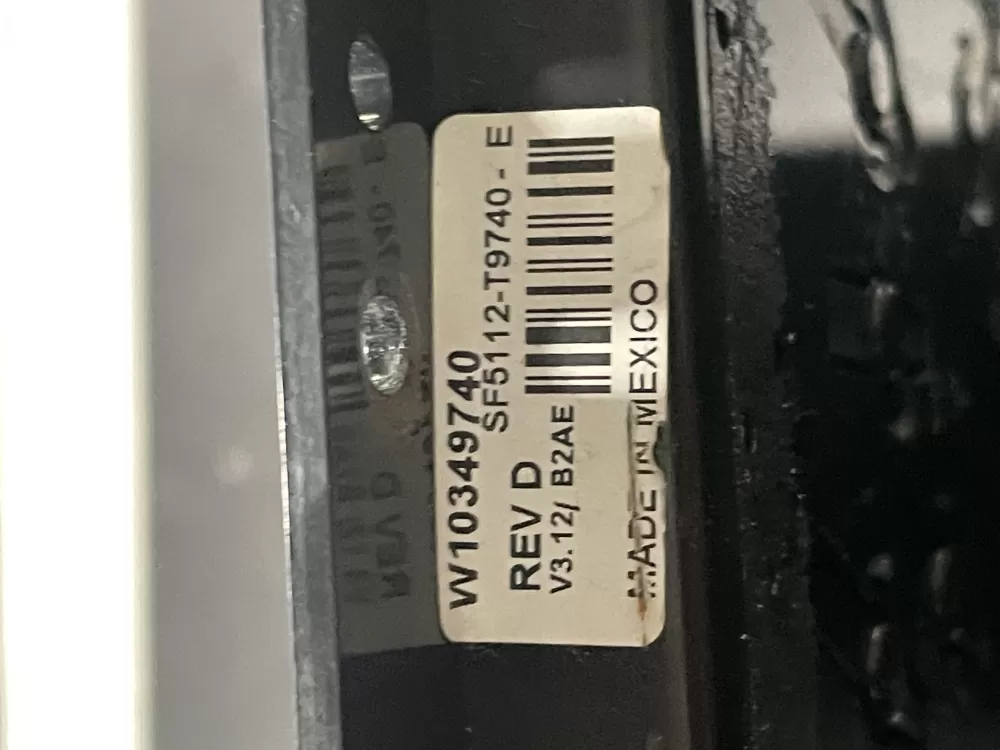 W10349740
SF5112-T9740-E
REV D
V3.12/ B2AE
MADE IN MEXICO